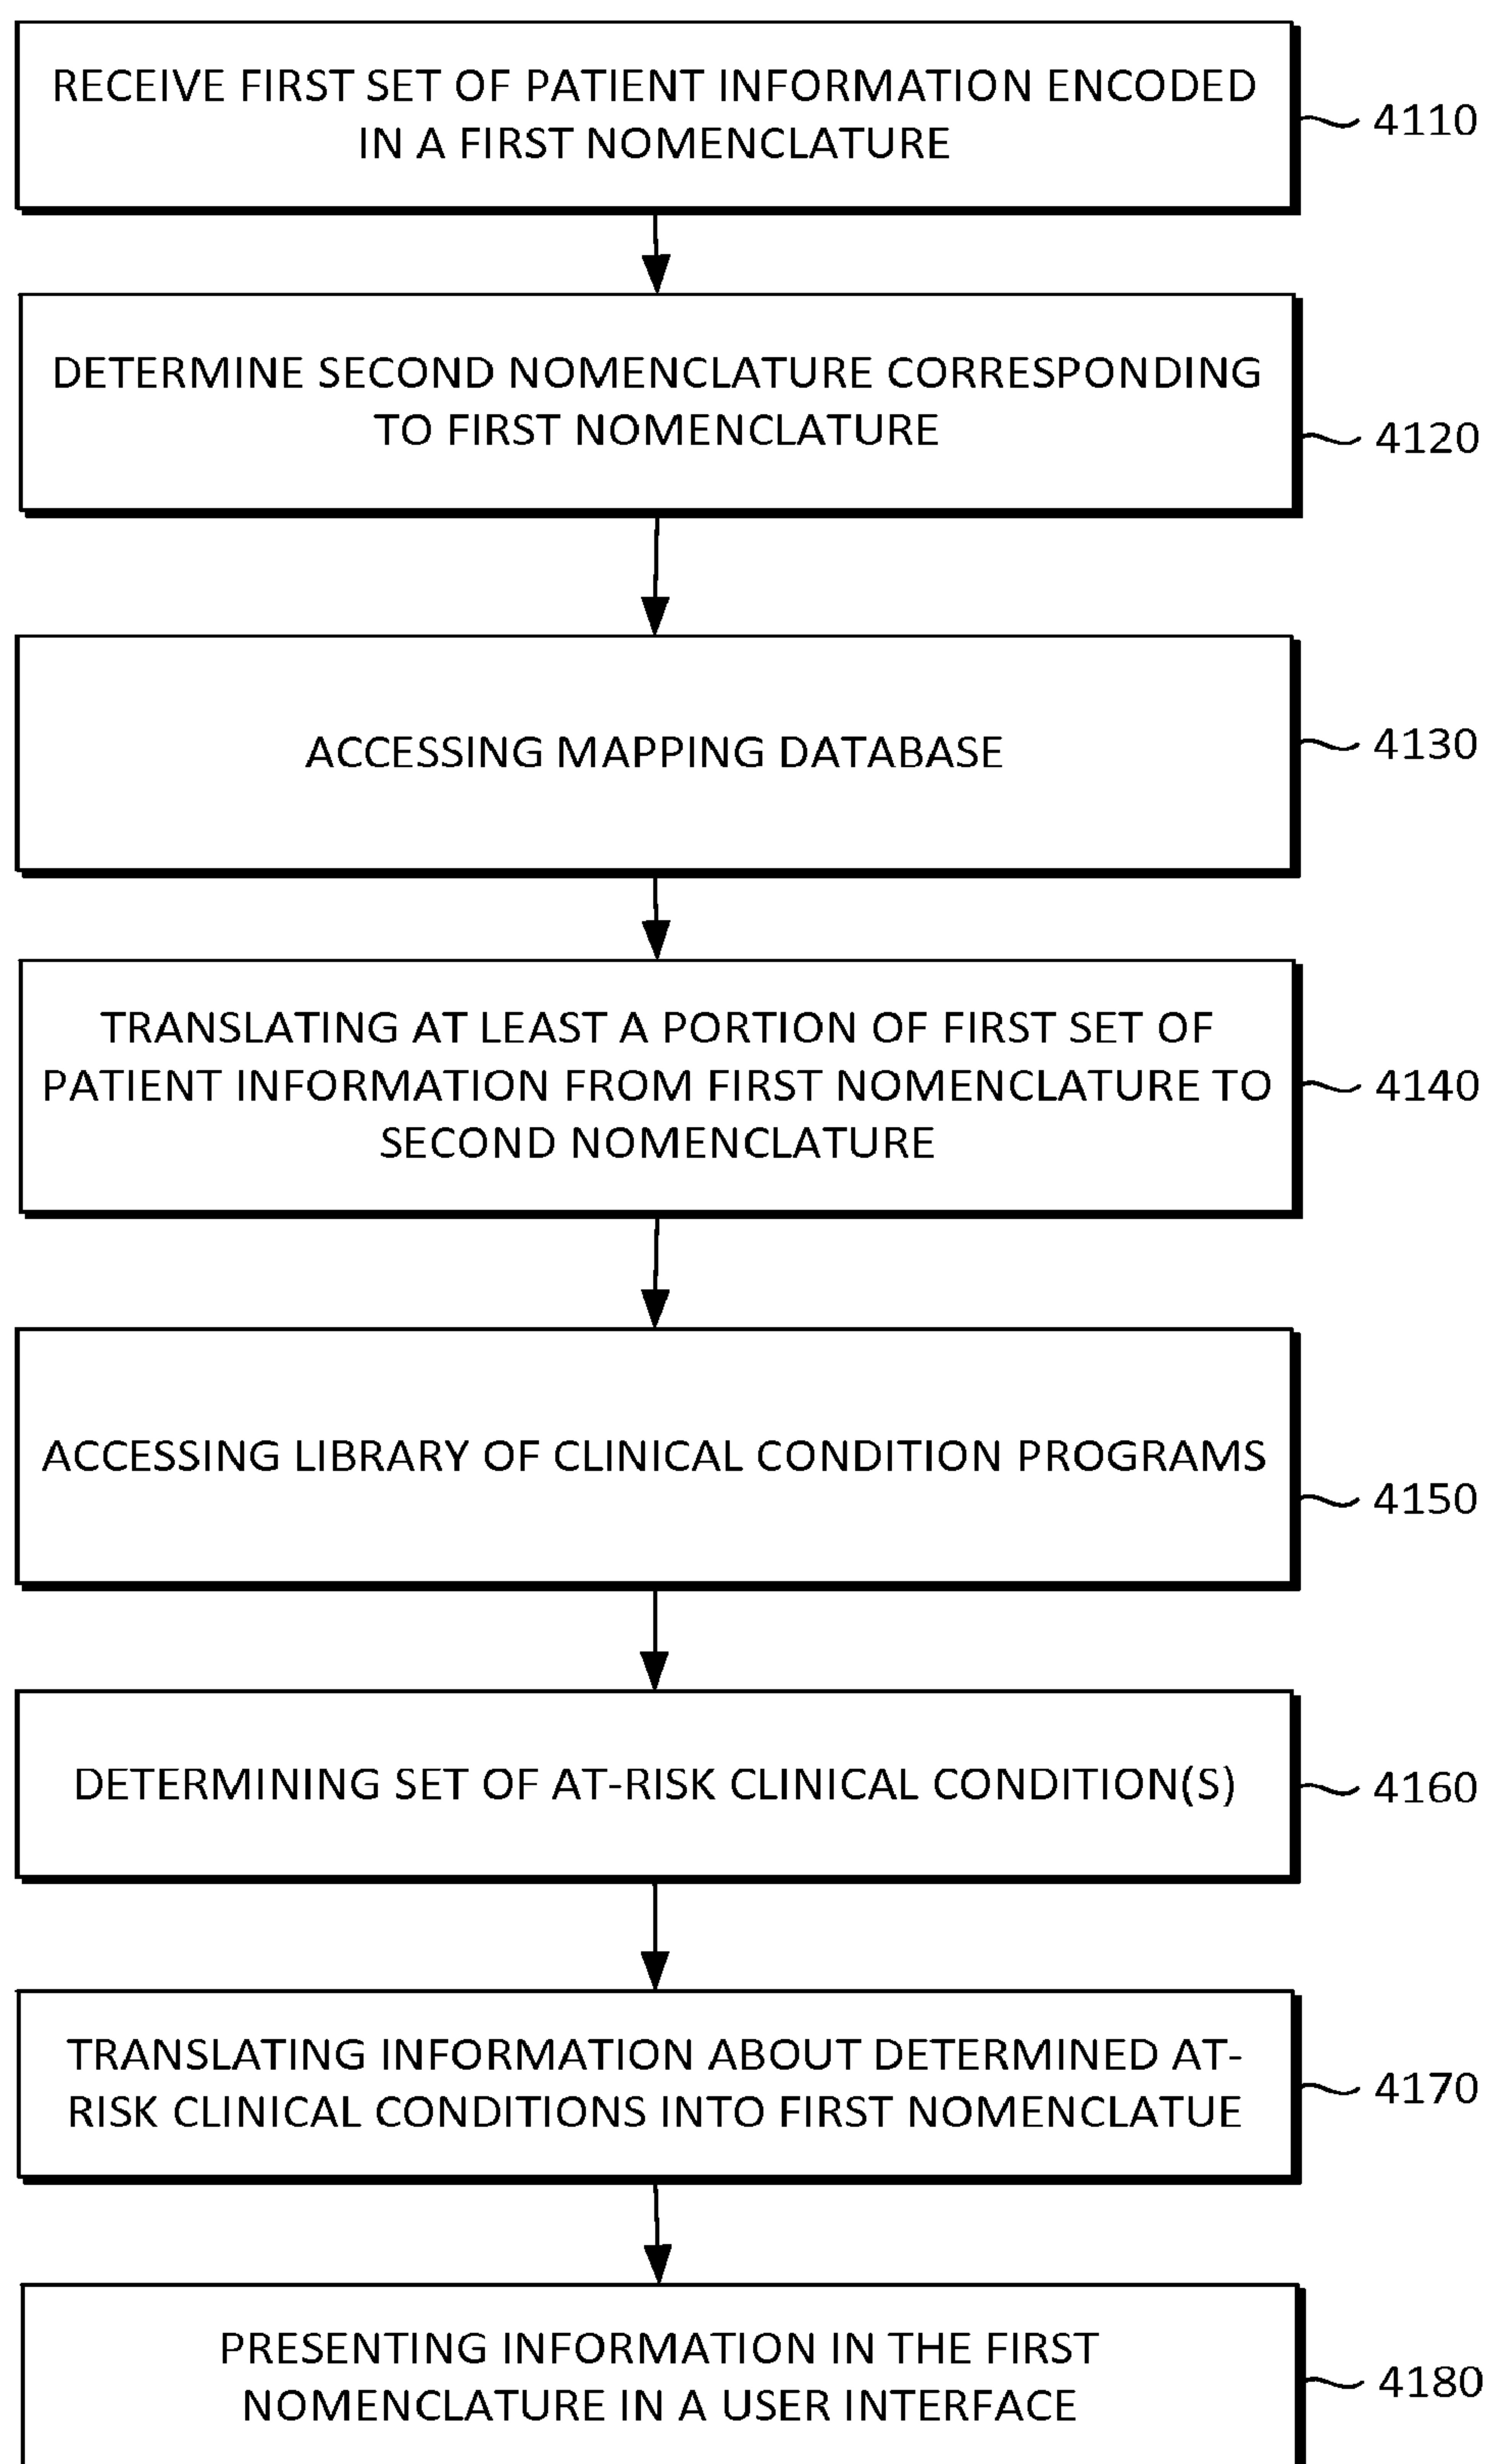 RECEIVE FIRST SET OF PATIENT INFORMATION ENCODED
IN A FIRST NOMENCLATURE
4110
DETERMINE SECOND NOMENCLATURE CORRESPONDING
TO FIRST NOMENCLATURE
4120
ACCESSING MAPPING DATABASE
4130
TRANSLATING AT LEAST A PORTION OF FIRST SET OF
PATIENT INFORMATION FROM FIRST NOMENCLATURE TO
SECOND NOMENCLATURE
4140
ACCESSING LIBRARY OF CLINICAL CONDITION PROGRAMS
4150
DETERMINING SET OF AT-RISK CLINICAL CONDITION(S)
4160
TRANSLATING INFORMATION ABOUT DETERMINED AT-
RISK CLINICAL CONDITIONS INTO FIRST NOMENCLATUE
4170
PRESENTING INFORMATION IN THE FIRST
NOMENCLATURE IN A USER INTERFACE
4180